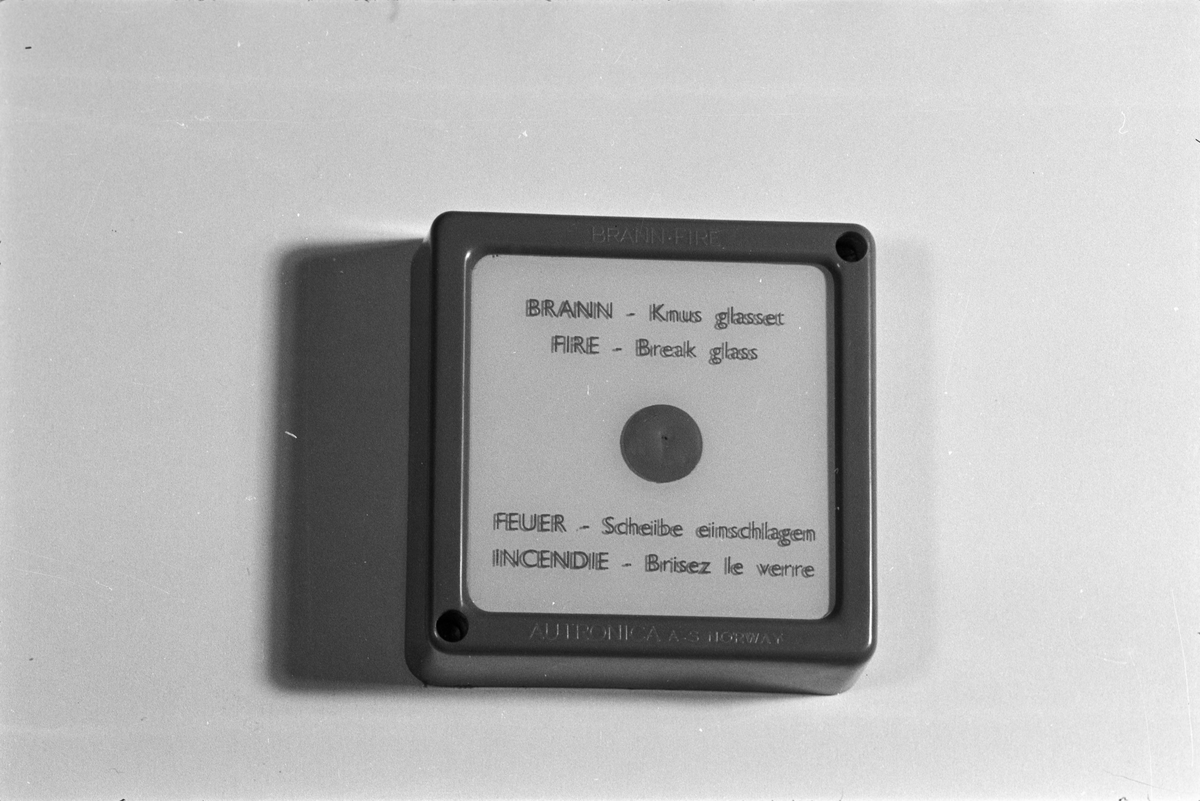 BRANN-FIRE
BRANN - Knus glasset
FIRE - Break glass
FEUER - Scheibe einschlagen
INCENDIE - Brisez le verre
AUTRONICA A-S NORWAY